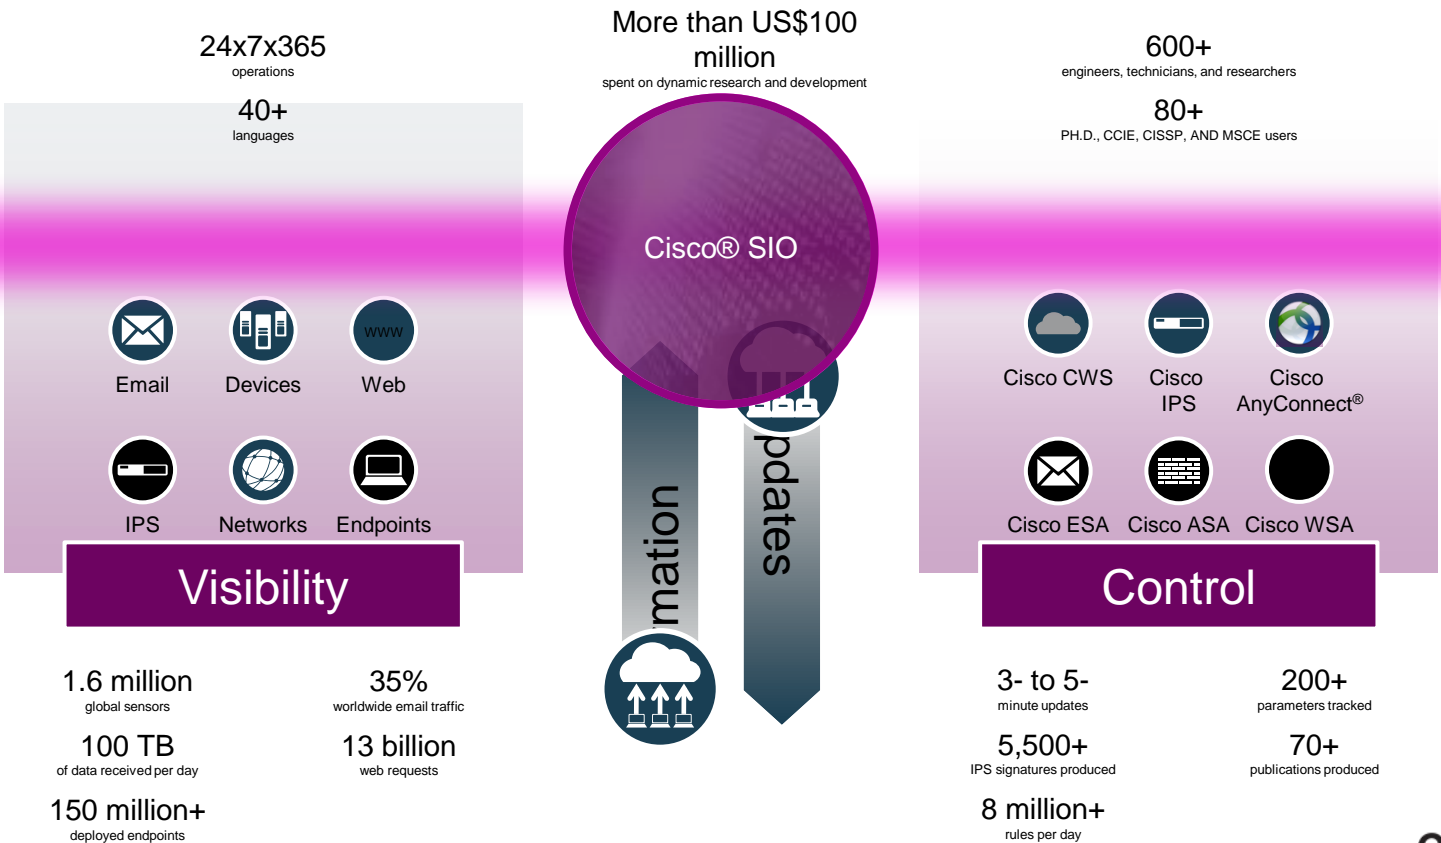 24x7x365
operations
40+
languages
More than US$100
million
spent on dynamic research and development
600+
engineers, technicians, and researchers
80+
PH.D., CCIE, CISSP, AND MSCE users
Cisco® SIO
Email
Devices
www
Web
IPS
Networks
Endpoints
Visibility
mation
pdates
Cisco CWS
Cisco
IPS
Cisco
AnyConnect®
Cisco ESA
Cisco ASA
Cisco WSA
Control
1.6 million
global sensors
35%
worldwide email traffic
100 TB
of data received per day
13 billion
web requests
150 million+
deployed endpoints
3- to 5-
minute updates
200+
parameters tracked
5,500+
IPS signatures produced
70+
publications produced
8 million+
rules per day